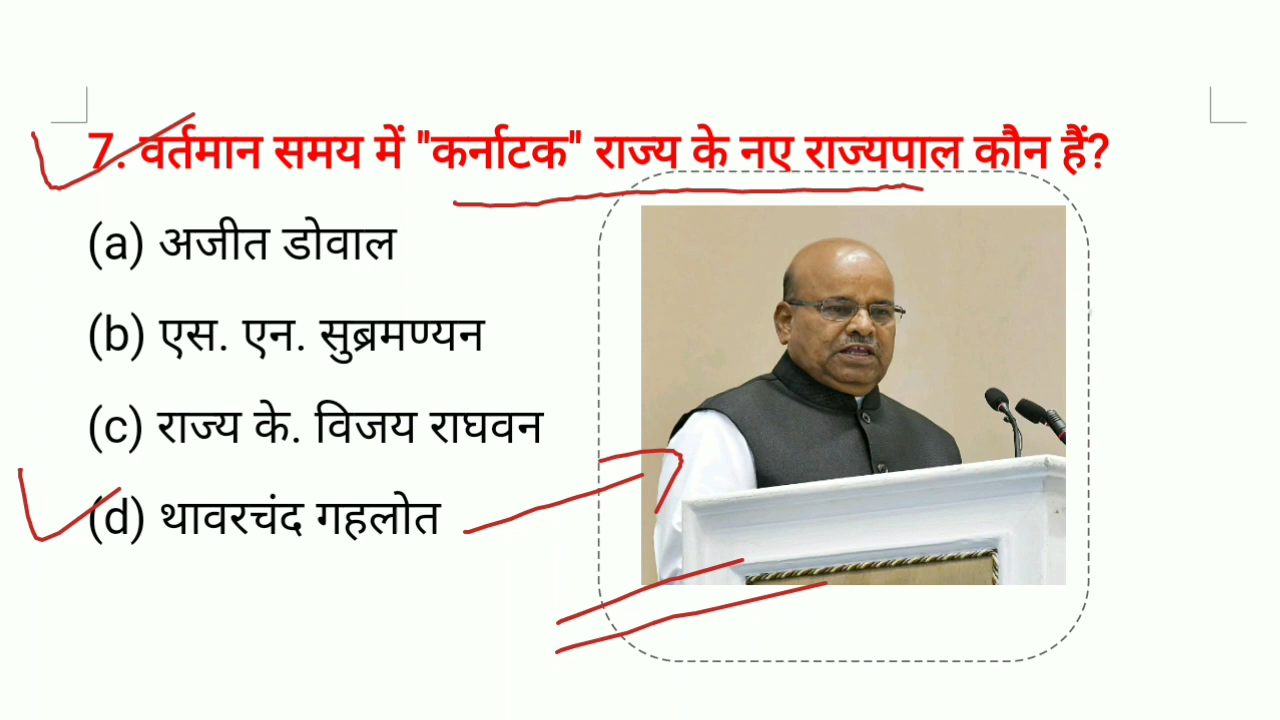 7. वर्तमान समय में "कर्नाटक" राज्य के नए राज्यपाल कौन हैं?
(a) अजीत डोवाल
(b) एस. एन. सुब्रमण्यन
(c) राज्य के. विजय राघवन
(d) थावरचंद गहलोत